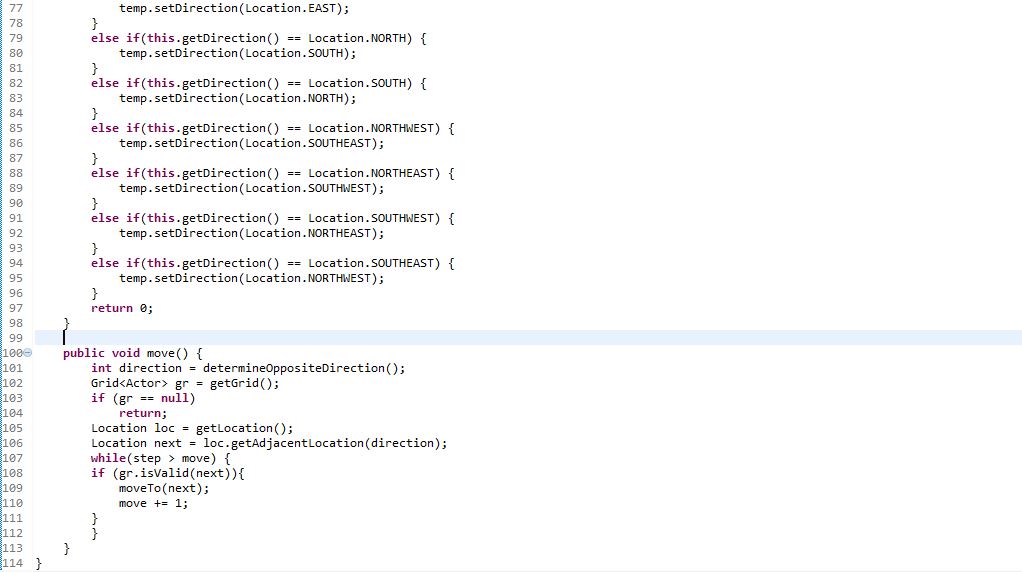 77 temp.setDirection(Location.EAST);
78 }
79 else if(this.getDirection() == Location.NORTH) {
80 temp.setDirection(Location.SOUTH);
81 }
82 else if(this.getDirection() == Location.SOUTH) {
83 temp.setDirection(Location.NORTH);
84 }
85 else if(this.getDirection() == Location.NORTHWEST) {
86 temp.setDirection(Location.SOUTHEAST);
87 }
88 else if(this.getDirection() == Location.NORTHEAST) {
89 temp.setDirection(Location.SOUTHWEST);
90 }
91 else if(this.getDirection() == Location.SOUTHWEST) {
92 temp.setDirection(Location.NORTHEAST);
93 }
94 else if(this.getDirection() == Location.SOUTHEAST) {
95 temp.setDirection(Location.NORTHWEST);
96 }
97 return 0;
98 }
99
100 public void move() {
101 int direction = determineOppositeDirection();
102 Grid<Actor> gr = getGrid();
103 if (gr == null)
104 return;
105 Location loc = getLocation();
106 Location next = loc.getAdjacentLocation(direction);
107 while(step > move) {
108 if (gr.isValid(next)){
109 moveTo(next);
110 move += 1;
111 }
112 }
113 }
114 }